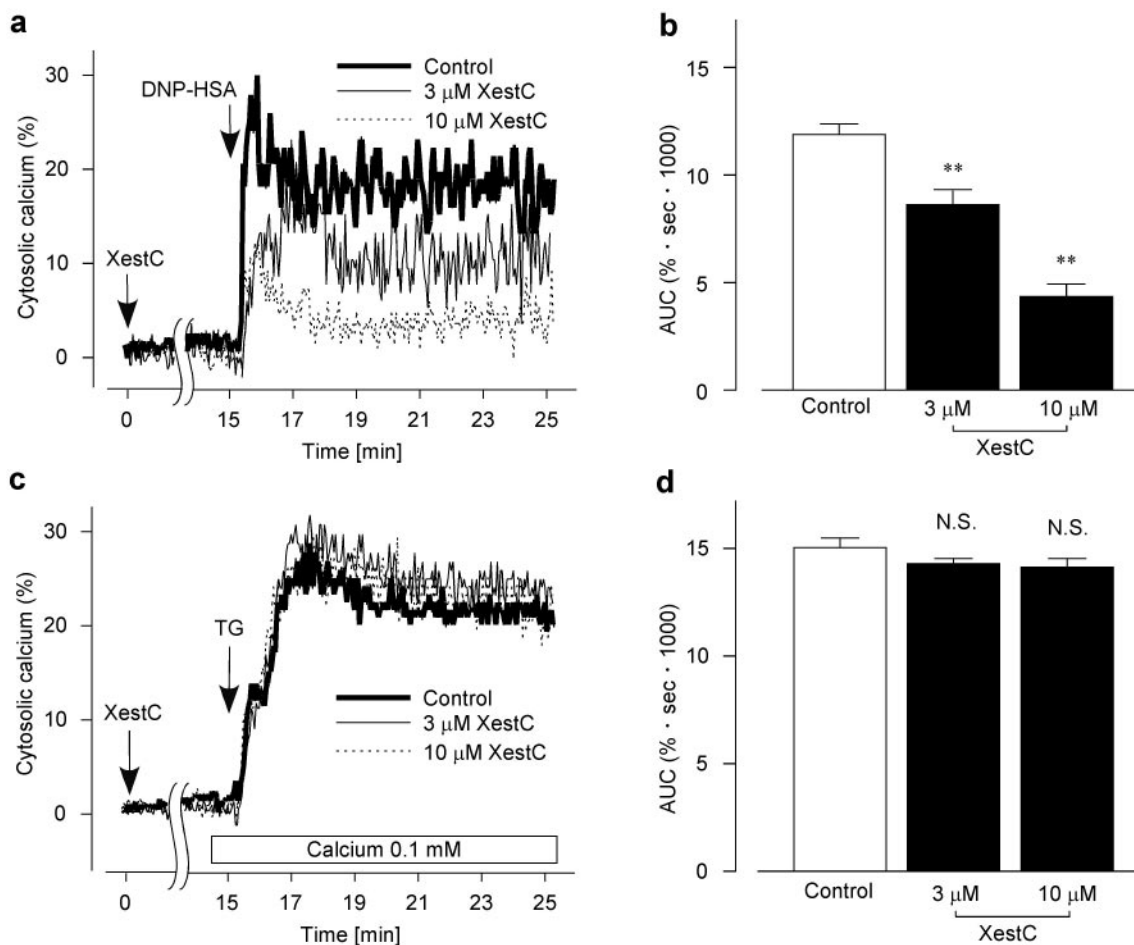 a
Cytosolic calcium (%)
30
20
10
0
XestC
DNP-HSA
Control
3 μM XestC
10 μM XestC
0 15 17 19 21 23 25
Time [min]
b
AUC (% · sec · 1000)
15
10
5
0
**
**
Control 3 μM 10 μM
XestC
c
Cytosolic calcium (%)
30
20
10
0
XestC
TG
Control
3 μM XestC
10 μM XestC
Calcium 0.1 mM
0 15 17 19 21 23 25
Time [min]
d
AUC (% · sec · 1000)
15
10
5
0
N.S. N.S.
Control 3 μM 10 μM
XestC